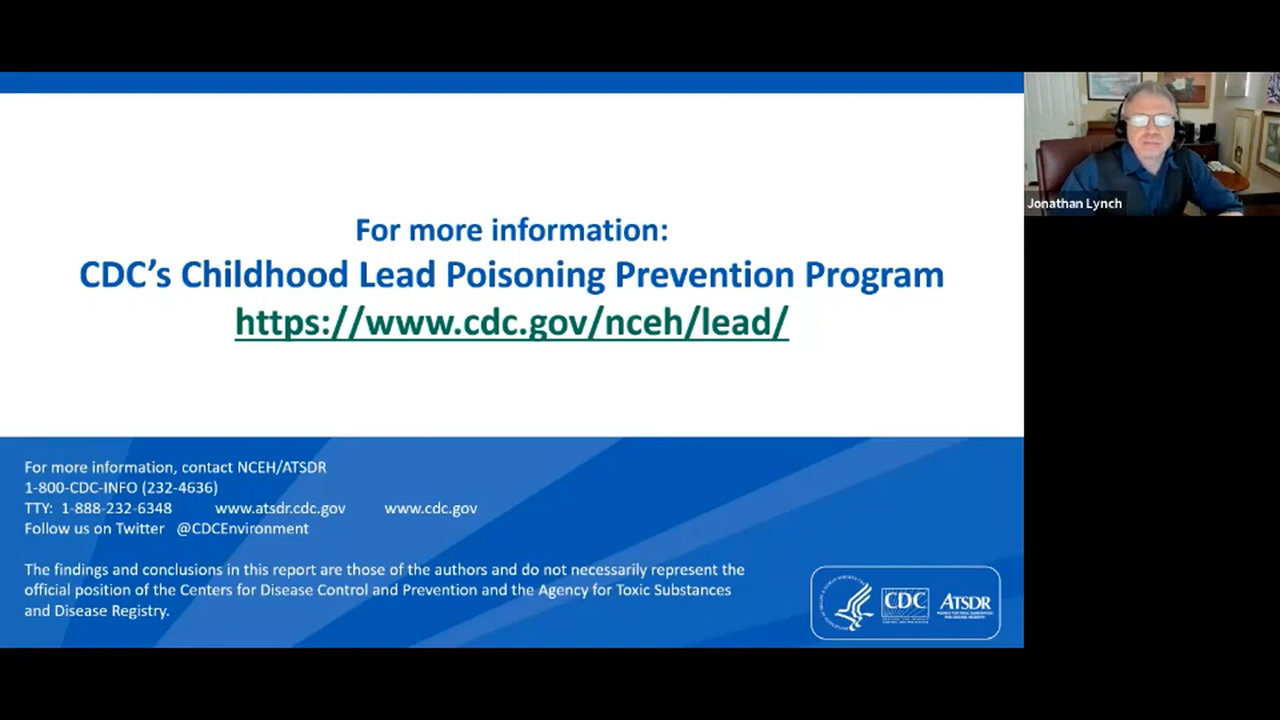 For more information:
CDC’s Childhood Lead Poisoning Prevention Program
https://www.cdc.gov/nceh/lead/
Jonathan Lynch
For more information, contact NCEH/ATSDR
1-800-CDC-INFO (232-4636)
TTY: 1-888-232-6348 www.atsdr.cdc.gov www.cdc.gov
Follow us on Twitter @CDCEnvironment
The findings and conclusions in this report are those of the authors and do not necessarily represent the
official position of the Centers for Disease Control and Prevention and the Agency for Toxic Substances
and Disease Registry.
CDC
ATSDR